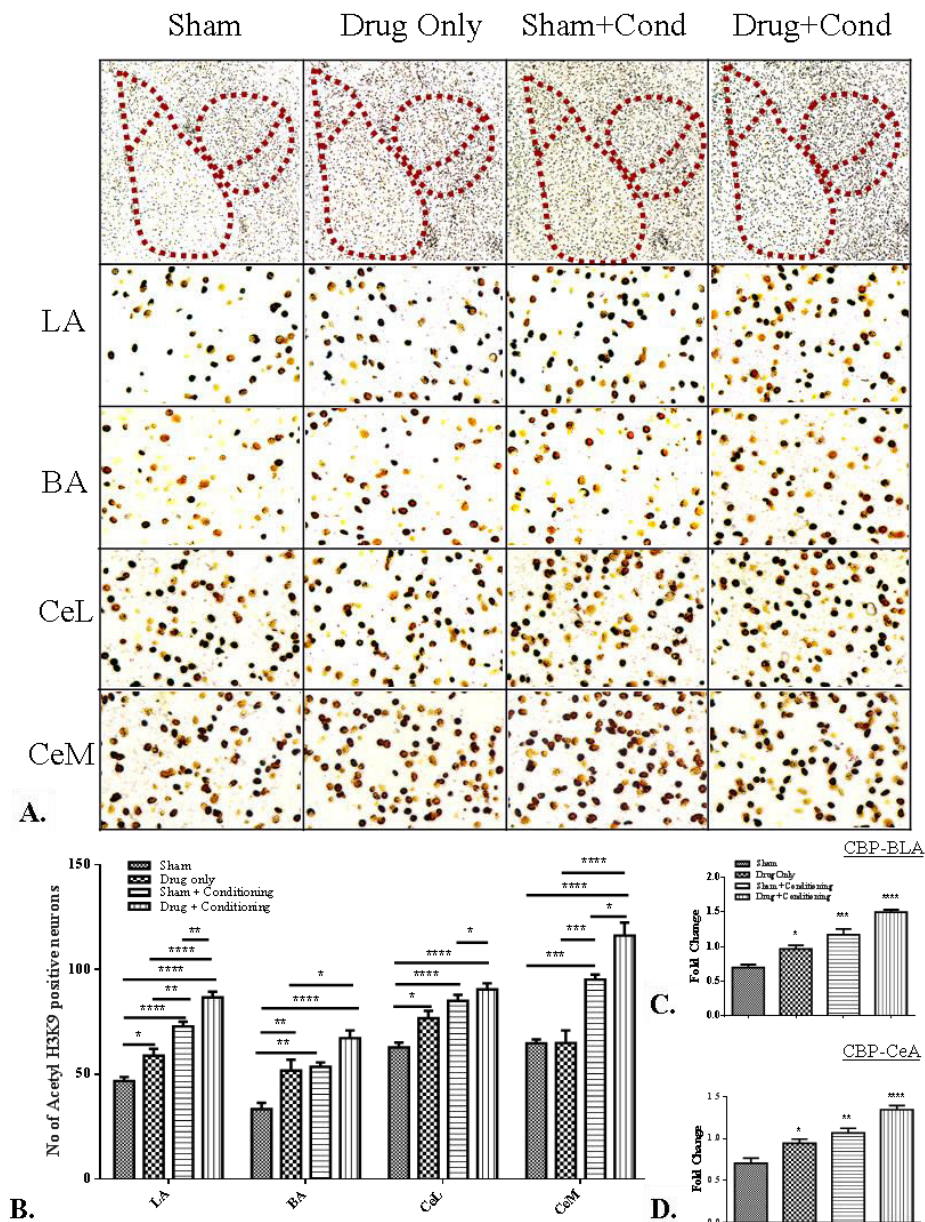 Sham Drug Only Sham+Cond Drug+Cond
LA
BA
CeL
CeM
A.
No of Acetyl H3K9 positive neurons
150
100
50
0
Sham
Drug only
Sham + Conditioning
Drug + Conditioning
* **** ** **** **** **
** ** **** *
* **** **** *
*** *** * **** ****
LA BA CeL CeM
B.
CBP-BLA
Fold Change
2.0
1.5
1.0
0.5
0.0
Sham
Drug Only
Sham+Conditioning
Drug+Conditioning
* *** ****
C.
CBP-CeA
Fold Change
1.5
1.0
0.5
0.0
* ** ****
D.